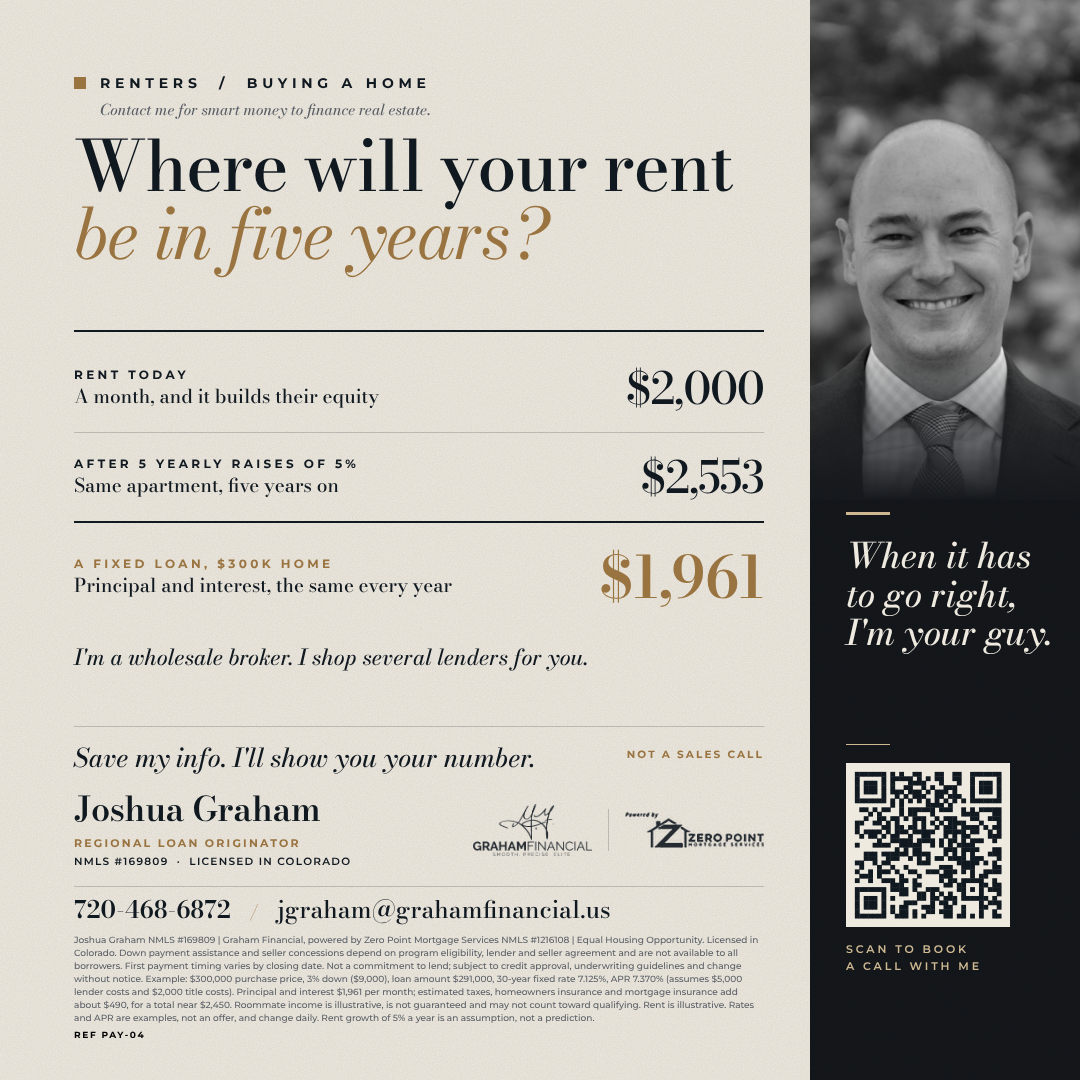 RENTERS / BUYING A HOME
Contact me for smart money to finance real estate.
Where will your rent
be in five years?
RENT TODAY
A month, and it builds their equity
$2,000
AFTER 5 YEARLY RAISES OF 5%
Same apartment, five years on
$2,553
A FIXED LOAN, $300K HOME
Principal and interest, the same every year
$1,961
I'm a wholesale broker. I shop several lenders for you.
Save my info. I'll show you your number.
NOT A SALES CALL
Joshua Graham
REGIONAL LOAN ORIGINATOR
NMLS #169809 · LICENSED IN COLORADO
GRAHAMFINANCIAL
SMOOTH. PRECISE. ELITE.
Powered by
ZERO POINT
MORTGAGE SERVICES
720-468-6872 / jgraham@grahamfinancial.us
Joshua Graham NMLS #169809 | Graham Financial, powered by Zero Point Mortgage Services NMLS #1216108 | Equal Housing Opportunity. Licensed in
Colorado. Down payment assistance and seller concessions depend on program eligibility, lender and seller agreement and are not available to all
borrowers. First payment timing varies by closing date. Not a commitment to lend; subject to credit approval, underwriting guidelines and change
without notice. Example: $300,000 purchase price, 3% down ($9,000), loan amount $291,000, 30-year fixed rate 7.125%, APR 7.370% (assumes $5,000
lender costs and $2,000 title costs). Principal and interest $1,961 per month; estimated taxes, homeowners insurance and mortgage insurance add
about $490, for a total near $2,450. Roommate income is illustrative, is not guaranteed and may not count toward qualifying. Rent is illustrative. Rates
and APR are examples, not an offer, and change daily. Rent growth of 5% a year is an assumption, not a prediction.
REF PAY-04
When it has
to go right,
I'm your guy.
SCAN TO BOOK
A CALL WITH ME